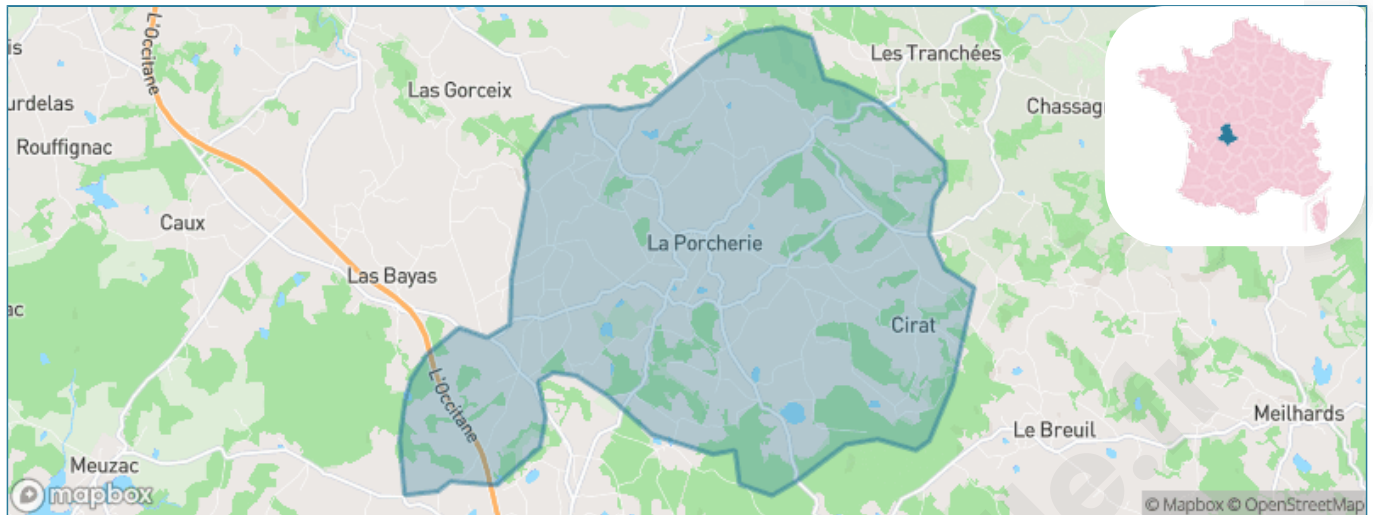 L'Occitane
Les Tranchées
is
Las Gorceix
urdelas
Chassag
Rouffignac
Caux
La Porcherie
Las Bayas
ac
Cirat
L'Occitane
Meilhards
Le Breuil
Meuzac
mapbox
© Mapbox © OpenStreetMap